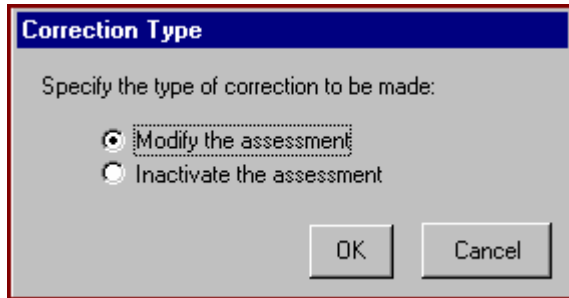 Correction Type
Specify the type of correction to be made:
Modify the assessment
Inactivate the assessment
OK Cancel